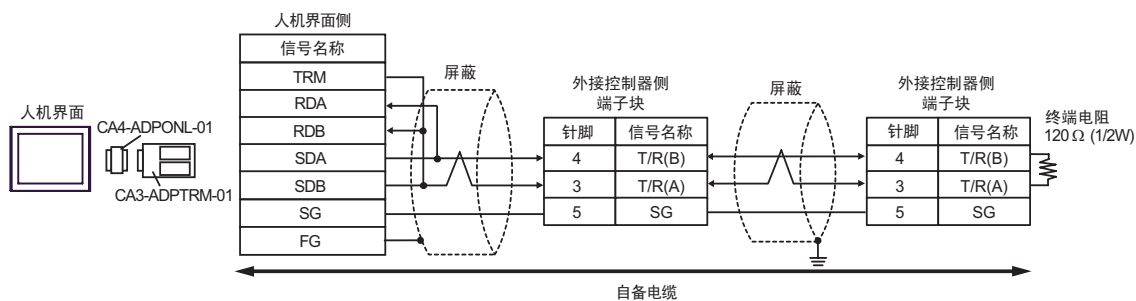 人机界面侧
信号名称
TRM
RDA
RDB
SDA
SDB
SG
FG
人机界面
CA4-ADPONL-01
CA3-ADPTRM-01
屏蔽
外接控制器侧
端子块
针脚 信号名称
4 T/R(B)
3 T/R(A)
5 SG
屏蔽
外接控制器侧
端子块
针脚 信号名称
4 T/R(B)
3 T/R(A)
5 SG
终端电阻
120Ω (1/2W)
自备电缆